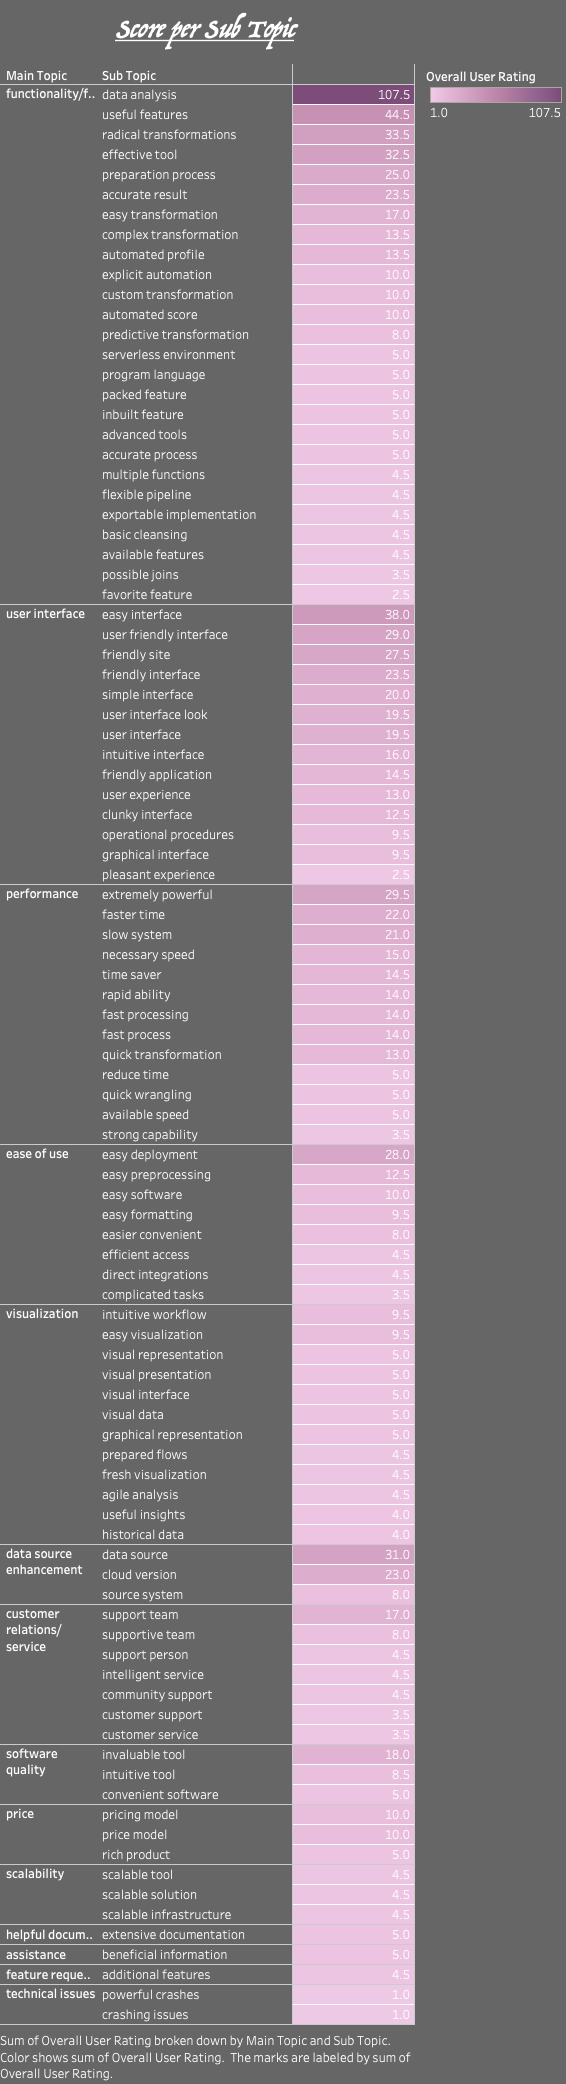 Score per Sub Topic
Main Topic Sub Topic
functionality/f.. data analysis 107.5
useful features 44.5
radical transformations 33.5
effective tool 32.5
preparation process 25.0
accurate result 23.5
easy transformation 17.0
complex transformation 13.5
automated profile 13.5
explicit automation 10.0
custom transformation 10.0
automated score 10.0
predictive transformation 8.0
serverless environment 5.0
program language 5.0
packed feature 5.0
inbuilt feature 5.0
advanced tools 5.0
accurate process 5.0
multiple functions 4.5
flexible pipeline 4.5
exportable implementation 4.5
basic cleansing 4.5
available features 4.5
possible joins 3.5
favorite feature 2.5
user interface easy interface 38.0
user friendly interface 29.0
friendly site 27.5
friendly interface 23.5
simple interface 20.0
user interface look 19.5
user interface 19.5
intuitive interface 16.0
friendly application 14.5
user experience 13.0
clunky interface 12.5
operational procedures 9.5
graphical interface 9.5
pleasant experience 2.5
performance extremely powerful 29.5
faster time 22.0
slow system 21.0
necessary speed 15.0
time saver 14.5
rapid ability 14.0
fast processing 14.0
fast process 14.0
quick transformation 13.0
reduce time 5.0
quick wrangling 5.0
available speed 5.0
strong capability 3.5
ease of use easy deployment 28.0
easy preprocessing 12.5
easy software 10.0
easy formatting 9.5
easier convenient 8.0
efficient access 4.5
direct integrations 4.5
complicated tasks 3.5
visualization intuitive workflow 9.5
easy visualization 9.5
visual representation 5.0
visual presentation 5.0
visual interface 5.0
visual data 5.0
graphical representation 5.0
prepared flows 4.5
fresh visualization 4.5
agile analysis 4.5
useful insights 4.0
historical data 4.0
data source data source 31.0
enhancement cloud version 23.0
source system 8.0
customer support team 17.0
relations/ supportive team 8.0
service support person 4.5
intelligent service 4.5
community support 4.5
customer support 3.5
customer service 3.5
software invaluable tool 18.0
quality intuitive tool 8.5
convenient software 5.0
price pricing model 10.0
price model 10.0
rich product 5.0
scalability scalable tool 4.5
scalable solution 4.5
scalable infrastructure 4.5
helpful docum.. extensive documentation 5.0
assistance beneficial information 5.0
feature reque.. additional features 4.5
technical issues powerful crashes 1.0
crashing issues 1.0
Overall User Rating
1.0 107.5
Sum of Overall User Rating broken down by Main Topic and Sub Topic.
Color shows sum of Overall User Rating. The marks are labeled by sum of
Overall User Rating.